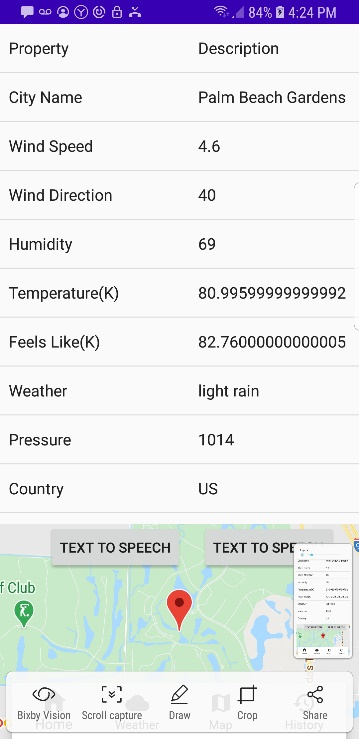 84% 4:24 PM
Property Description
City Name Palm Beach Gardens
Wind Speed 4.6
Wind Direction 40
Humidity 69
Temperature(K) 80.99599999999992
Feels Like(K) 82.76000000000005
Weather light rain
Pressure 1014
Country US
TEXT TO SPEECH TEXT TO SPE
f Club
Bixby Vision Scroll capture Draw Crop Share
Home Weather Map History